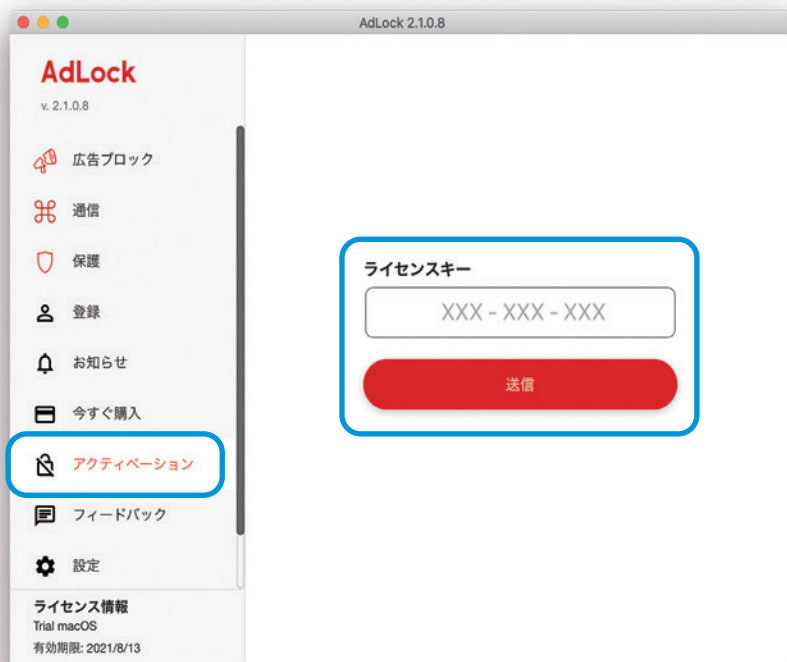 AdLock 2.1.0.8
AdLock
v. 2.1.0.8
広告ブロック
通信
保護
登録
お知らせ
今すぐ購入
アクティベーション
フィードバック
設定
ライセンス情報
Trial macOS
有効期限: 2021/8/13
ライセンスキー
XXX - XXX - XXX
送信